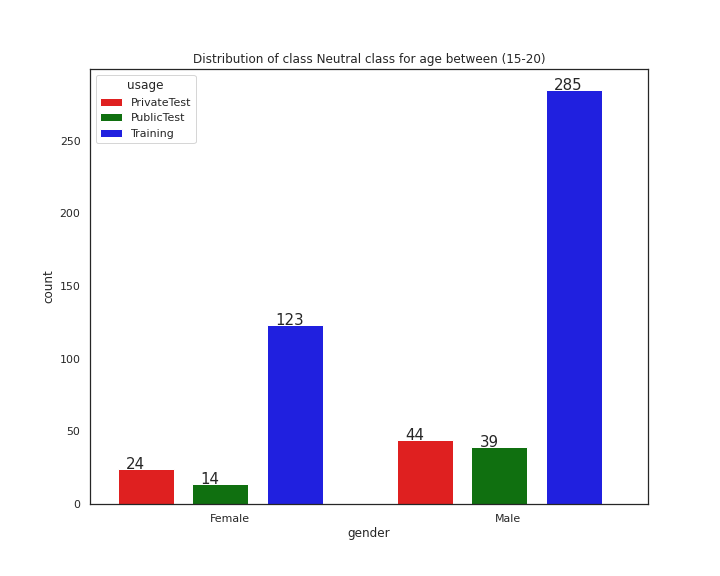 Distribution of class Neutral class for age between (15-20)
usage
PrivateTest
PublicTest
Training
285
250
200
150
100
50
0
count
123
24
14
44
39
Female
Male
gender